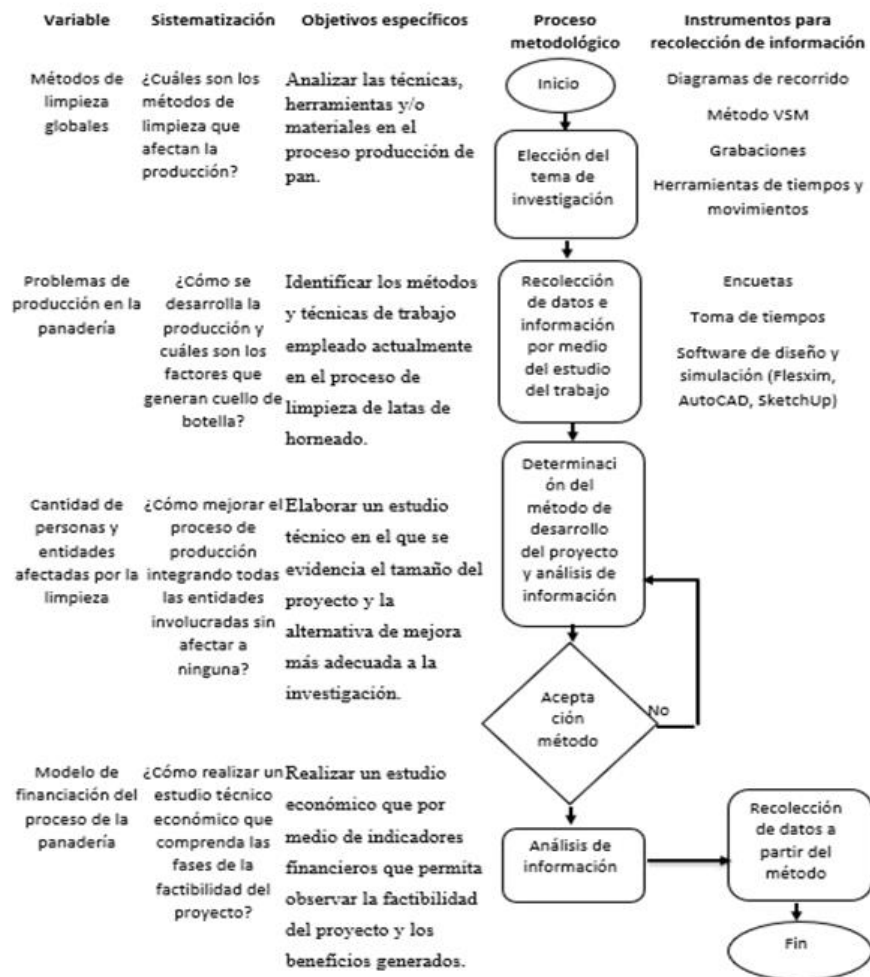 Variable
Sistematización
Objetivos específicos
Proceso
metodológico
Instrumentos para
recolección de información
Métodos de
limpieza
globales
¿Cuáles son los
métodos de
limpieza que
afectan la
producción?
Analizar las técnicas,
herramientas y/o
materiales en el
proceso producción de
pan.
Inicio
Elección del
tema de
investigación
Diagramas de recorrido
Método VSM
Grabaciones
Herramientas de tiempos y
movimientos
Problemas de
producción en la
panadería
¿Cómo se
desarrolla la
producción y
cuáles son los
factores que
generan cuello de
botella?
Identificar los métodos
y técnicas de trabajo
empleado actualmente
en el proceso de
limpieza de latas de
horneado.
Recolección
de datos e
información
por medio
del estudio
del trabajo
Encuetas
Toma de tiempos
Software de diseño y
simulación (Flesxim,
AutoCAD, SketchUp)
Cantidad de
personas y
entidades
afectadas por la
limpieza
¿Cómo mejorar el
proceso de
producción
integrando todas
las entidades
involucradas sin
afectar a
ninguna?
Elaborar un estudio
técnico en el que se
evidencia el tamaño del
proyecto y la
alternativa de mejora
más adecuada a la
investigación.
Determinaci
ón del
método de
desarrollo
del proyecto
y análisis de
información
Acepta
ción
método
No
Modelo de
financiación del
proceso de la
panadería
¿Cómo realizar un
estudio técnico
económico que
comprenda las
fases de la
factibilidad del
proyecto?
Realizar un estudio
económico que por
medio de indicadores
financieros que permita
observar la factibilidad
del proyecto y los
beneficios generados.
Análisis de
información
Recolección
de datos a
partir del
método
Fin